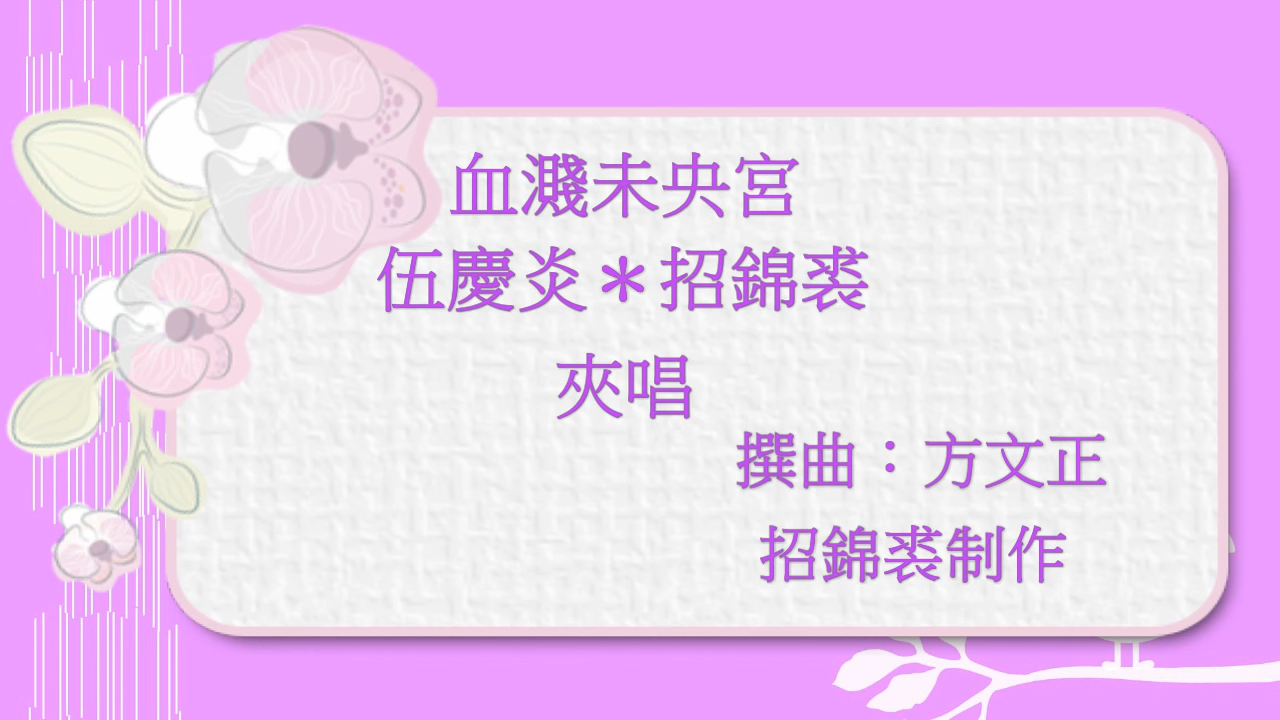 血濺未央宮
伍慶炎＊招錦裘
夾唱
撰曲：方文正
招錦裘制作